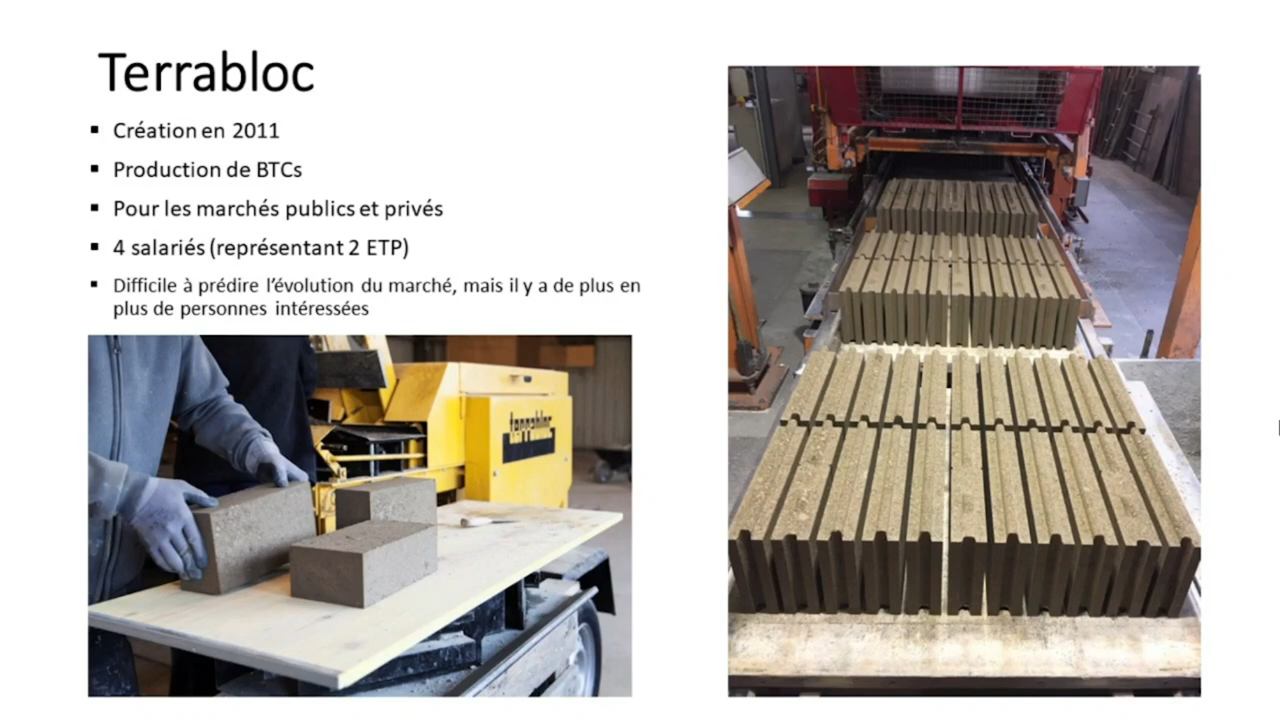 Terrabloc
▪ Création en 2011
▪ Production de BTCs
▪ Pour les marchés publics et privés
▪ 4 salariés (représentant 2 ETP)
▪ Difficile à prédire l'évolution du marché, mais il y a de plus en
plus de personnes intéressées
terrabloc